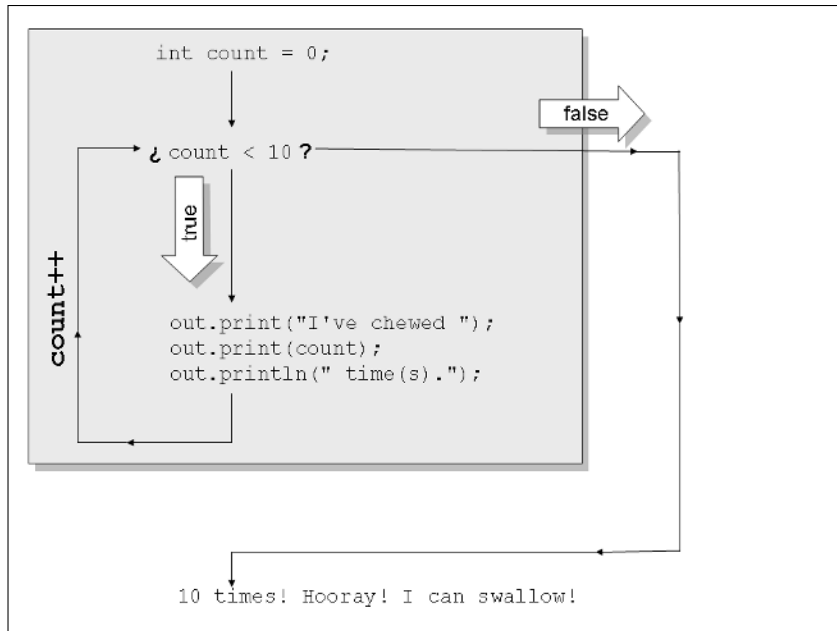 int count = 0;
false
¿ count < 10 ?
true
count++
out.print("I've chewed ");
out.print(count);
out.println(" time(s).");
10 times! Hooray! I can swallow!